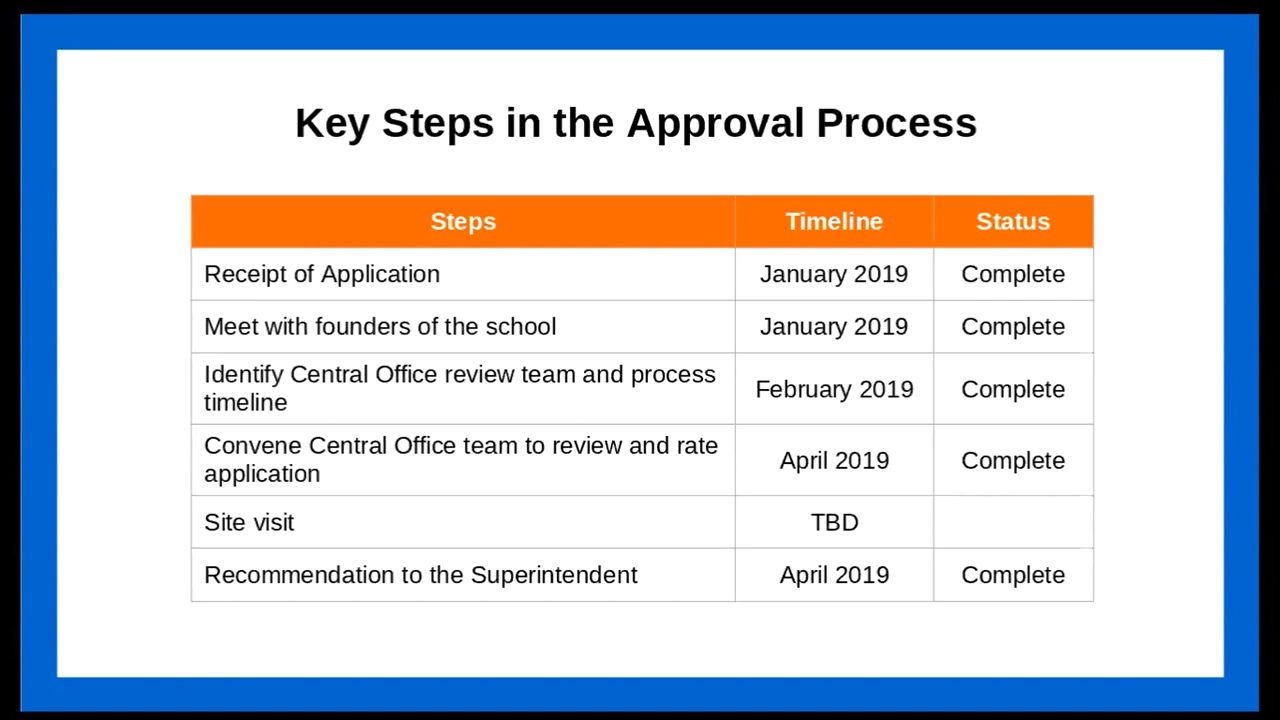 Key Steps in the Approval Process
Steps Timeline Status
Receipt of Application January 2019 Complete
Meet with founders of the school January 2019 Complete
Identify Central Office review team and process
timeline February 2019 Complete
Convene Central Office team to review and rate
application April 2019 Complete
Site visit TBD
Recommendation to the Superintendent April 2019 Complete